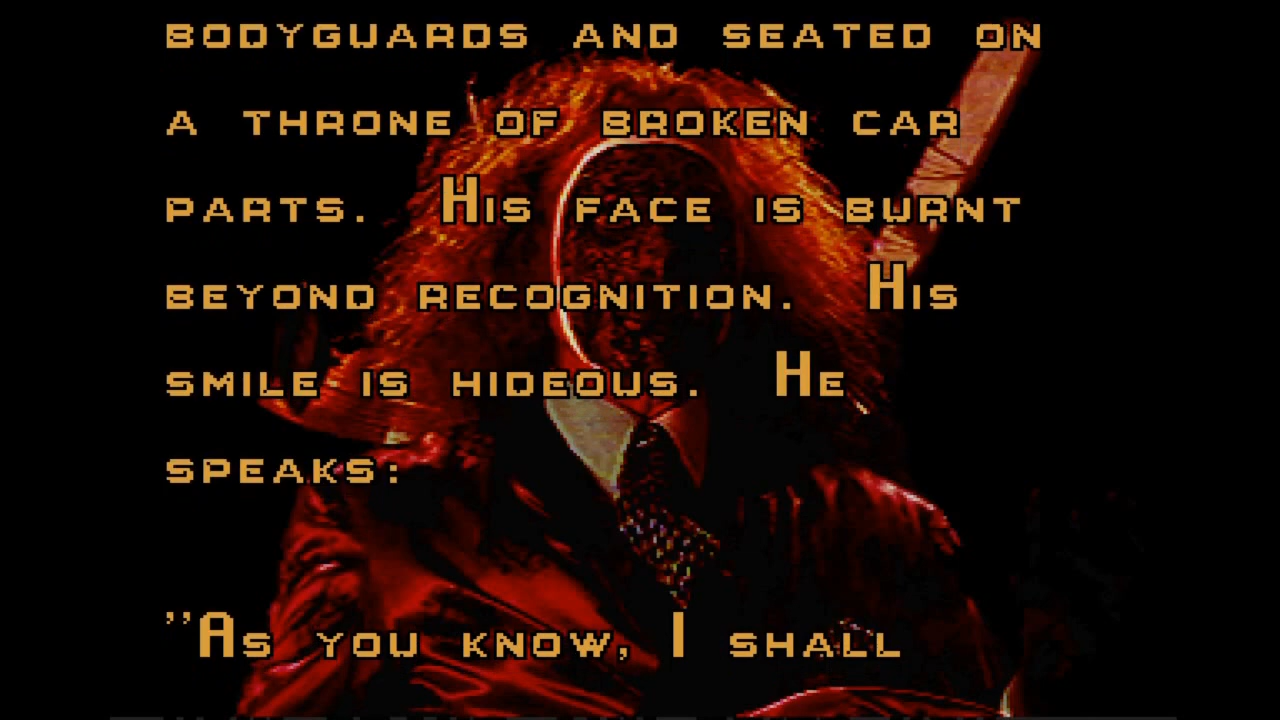 BODYGUARDS AND SEATED ON
A THRONE OF BROKEN CAR
PARTS. HIS FACE IS BURNT
BEYOND RECOGNITION. HIS
SMILE IS HIDEOUS. HE
SPEAKS:
"AS YOU KNOW, I SHALL